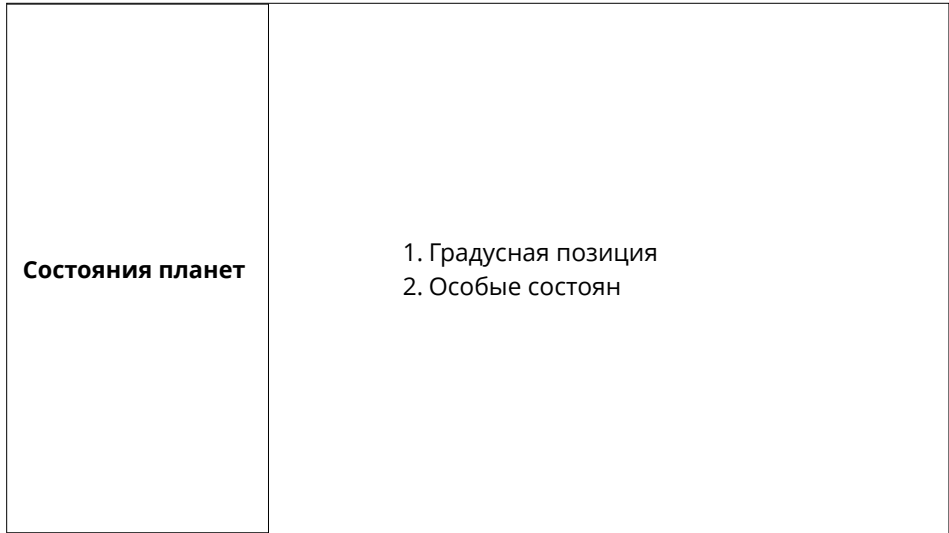 Состояния планет
1. Градусная позиция
2. Особые состоян